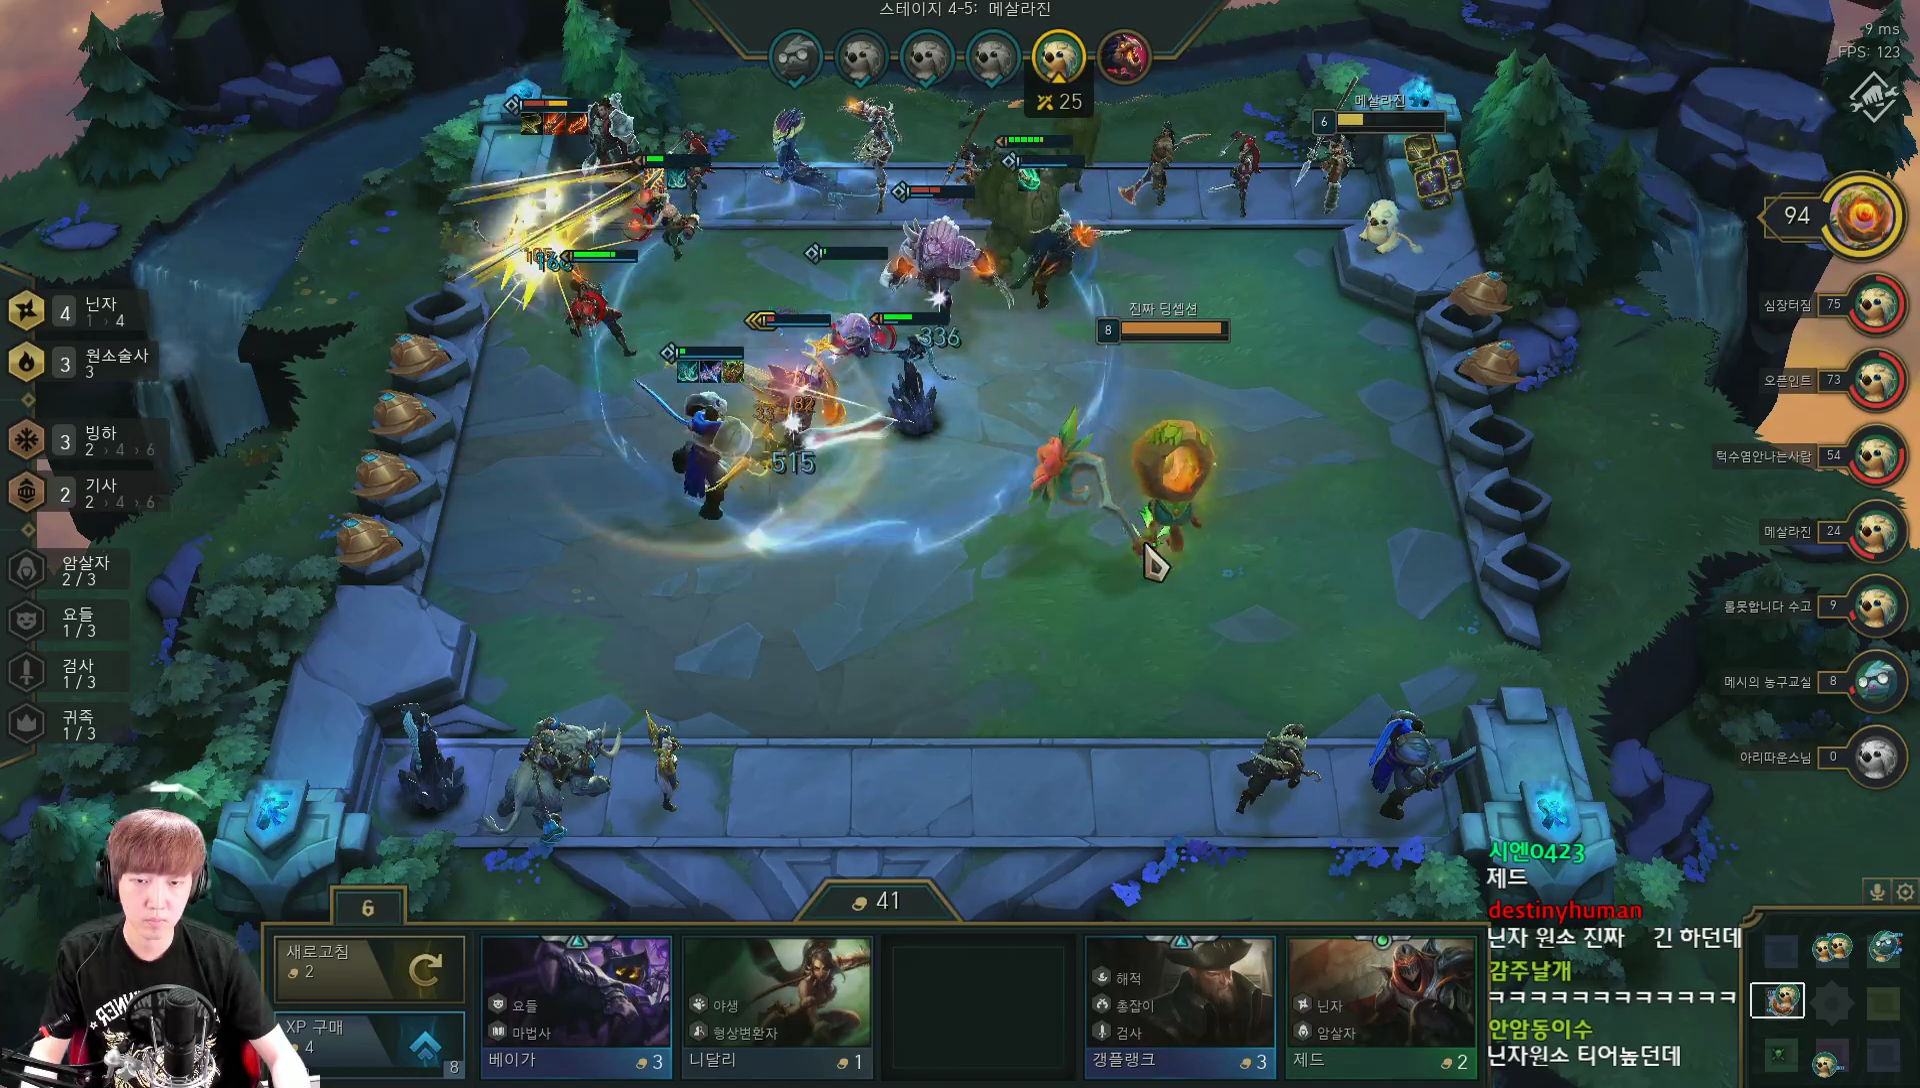 스테이지 4-5: 메살라진
9 ms
FPS: 123
25
메살라진
6
94
진짜 딩셉션
8
336
515
33
82
4
닌자
1 › 4
3
원소술사
3
3
빙하
2 › 4 › 6
2
기사
2 › 4 › 6
암살자
2 / 3
요들
1 / 3
검사
1 / 3
귀족
1 / 3
심장터짐 75
오픈인트 73
턱수염안나는사람 54
메살라진 24
롤못합니다 수고 9
메시의 농구교실 8
아리따운스님 0
6
41
새로고침
2
XP 구매
4
8
요들
마법사
베이가 3
야생
형상변환자
니달리 1
해적
총잡이
검사
갱플랭크 3
닌자
암살자
제드 2
시엔0423
제드
destinyhuman
닌자 원소 진짜 긴 하던데
감주날개
ㅋㅋㅋㅋㅋㅋㅋㅋㅋㅋㅋㅋ
안암동이수
닌자원소 티어높던데